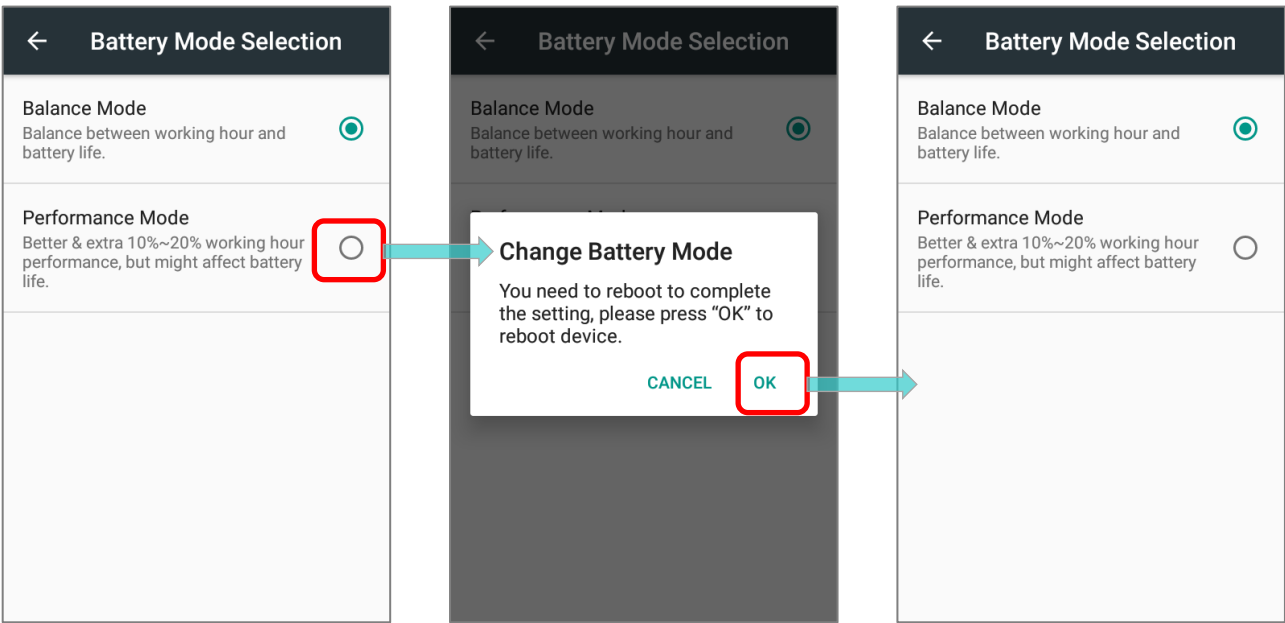 Battery Mode Selection
Balance Mode
Balance between working hour and
battery life.
Performance Mode
Better & extra 10%~20% working hour
performance, but might affect battery
life.
Battery Mode Selection
Balance Mode
Balance between working hour and
battery life.
Change Battery Mode
You need to reboot to complete
the setting, please press “OK” to
reboot device.
CANCEL OK
Battery Mode Selection
Balance Mode
Balance between working hour and
battery life.
Performance Mode
Better & extra 10%~20% working hour
performance, but might affect battery
life.